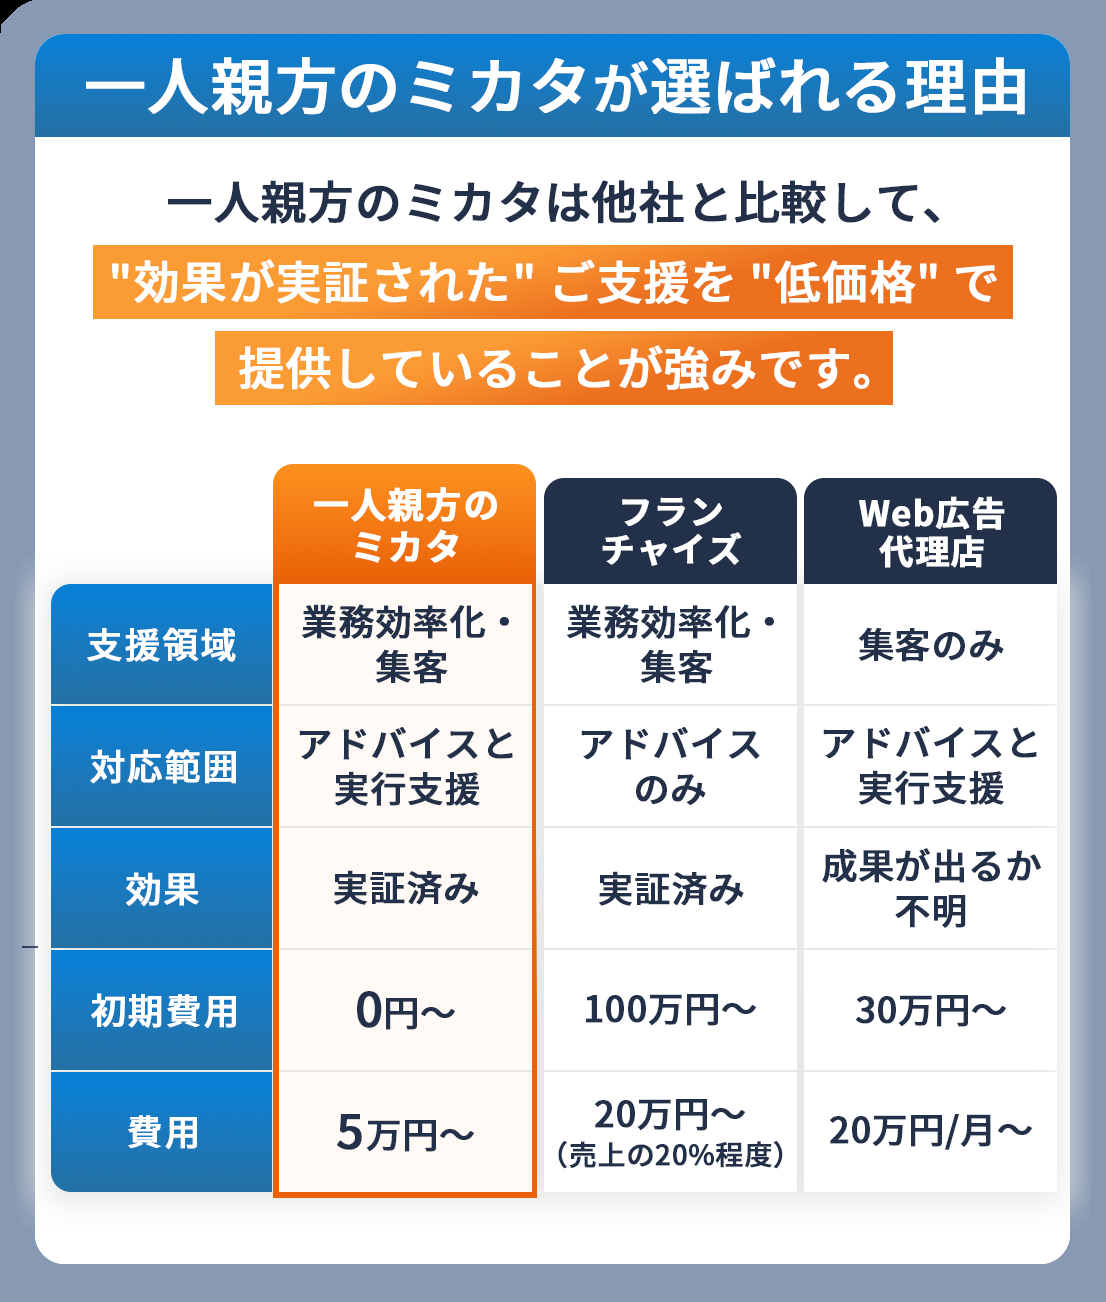 一人親方のミカタが選ばれる理由
一人親方のミカタは他社と比較して、
"効果が実証された" ご支援を "低価格" で
提供していることが強みです。
一人親方の
ミカタ
フラン
チャイズ
Web広告
代理店
支援領域
業務効率化・
集客
業務効率化・
集客
集客のみ
対応範囲
アドバイスと
実行支援
アドバイス
のみ
アドバイスと
実行支援
効果
実証済み
実証済み
成果が出るか
不明
初期費用
0円〜
100万円〜
30万円〜
費用
5万円〜
20万円〜
（売上の20%程度）
20万円/月〜